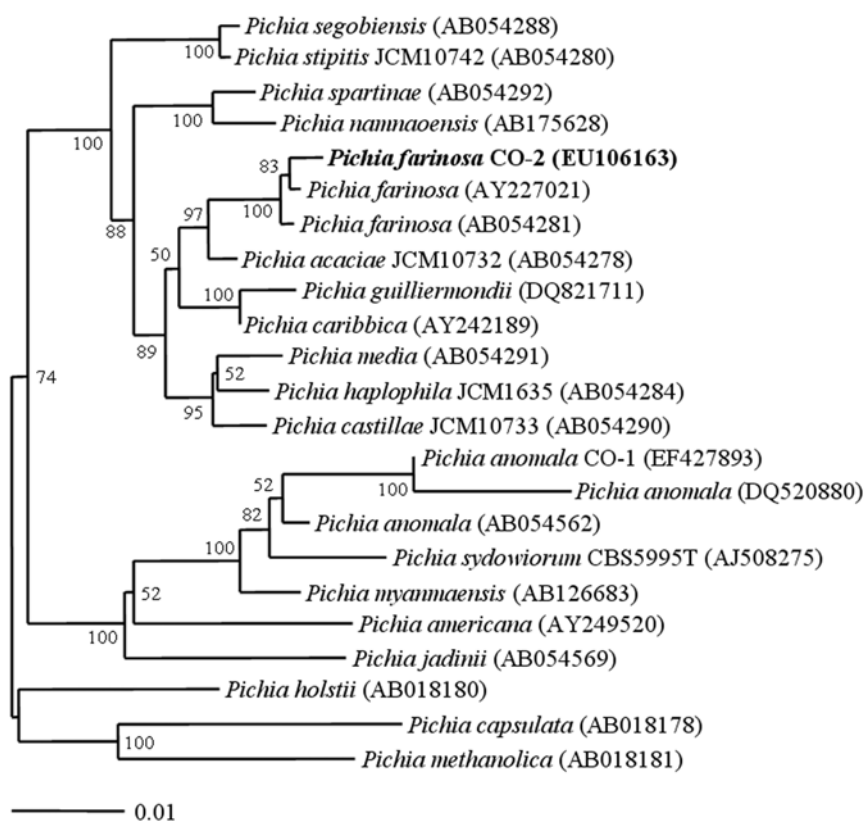 Pichia segobiensis (AB054288)
100
Pichia stipitis JCM10742 (AB054280)
Pichia spartinae (AB054292)
100
100
Pichia namnaoensis (AB175628)
83
Pichia farinosa CO-2 (EU106163)
Pichia farinosa (AY227021)
97
100
Pichia farinosa (AB054281)
88
50
Pichia acaciae JCM10732 (AB054278)
100
Pichia guilliermondii (DQ821711)
Pichia caribbica (AY242189)
89
Pichia media (AB054291)
74
52
Pichia haplophila JCM1635 (AB054284)
95
Pichia castillae JCM10733 (AB054290)
Pichia anomala CO-1 (EF427893)
52
100
Pichia anomala (DQ520880)
82
Pichia anomala (AB054562)
100
Pichia sydowiorum CBS5995T (AJ508275)
52
Pichia myanmaensis (AB126683)
Pichia americana (AY249520)
100
Pichia jadinii (AB054569)
Pichia holstii (AB018180)
Pichia capsulata (AB018178)
100
Pichia methanolica (AB018181)
0.01